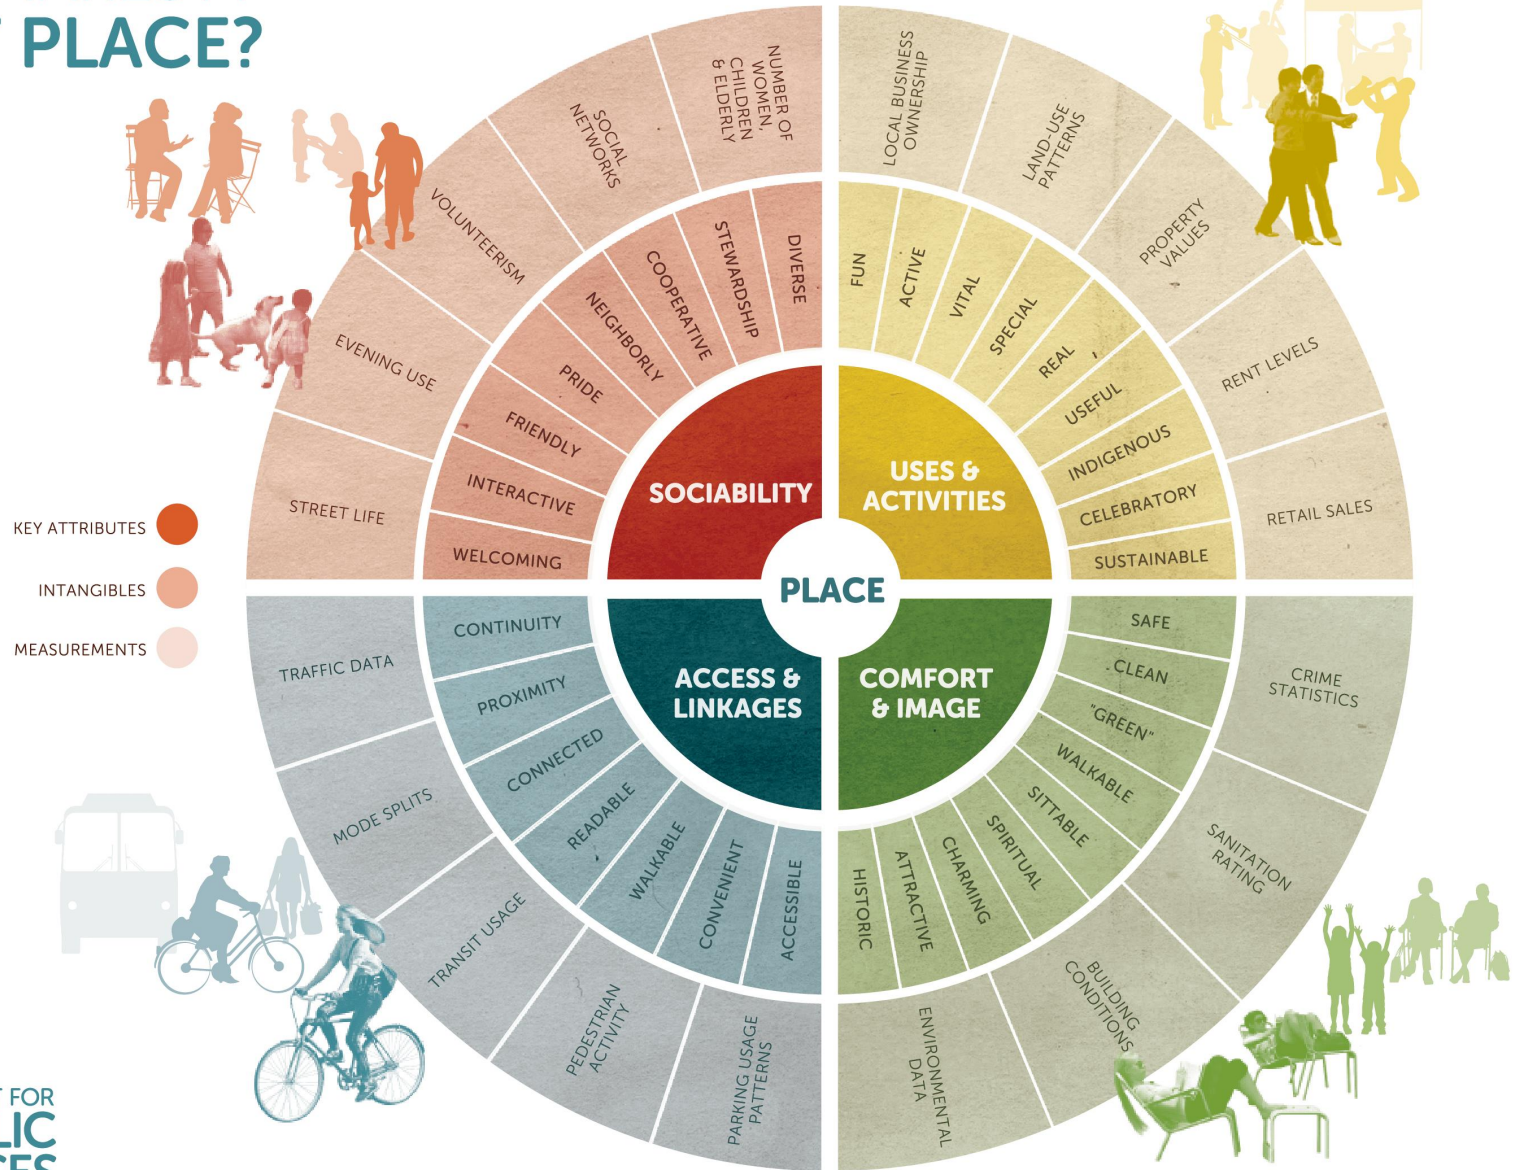 PLACE?
NUMBER OF
WOMEN,
CHILDREN
& ELDERLY
SOCIAL
NETWORKS
VOLUNTEERISM
EVENING USE
STREET LIFE
LOCAL BUSINESS
OWNERSHIP
LAND-USE
PATTERNS
PROPERTY
VALUES
RENT LEVELS
RETAIL SALES
DIVERSE
STEWARDSHIP
COOPERATIVE
NEIGHBORLY
PRIDE
FRIENDLY
INTERACTIVE
WELCOMING
FUN
ACTIVE
VITAL
SPECIAL
REAL
USEFUL
INDIGENOUS
CELEBRATORY
SUSTAINABLE
SOCIABILITY
USES &
ACTIVITIES
PLACE
ACCESS &
LINKAGES
COMFORT
& IMAGE
KEY ATTRIBUTES
INTANGIBLES
MEASUREMENTS
CONTINUITY
PROXIMITY
CONNECTED
READABLE
WALKABLE
CONVENIENT
ACCESSIBLE
SAFE
CLEAN
"GREEN"
WALKABLE
SITTABLE
SPIRITUAL
CHARMING
ATTRACTIVE
HISTORIC
TRAFFIC DATA
MODE SPLITS
TRANSIT USAGE
PEDESTRIAN
ACTIVITY
PARKING USAGE
PATTERNS
CRIME
STATISTICS
SANITATION
RATING
BUILDING
CONDITIONS
ENVIRONMENTAL
DATA
FOR